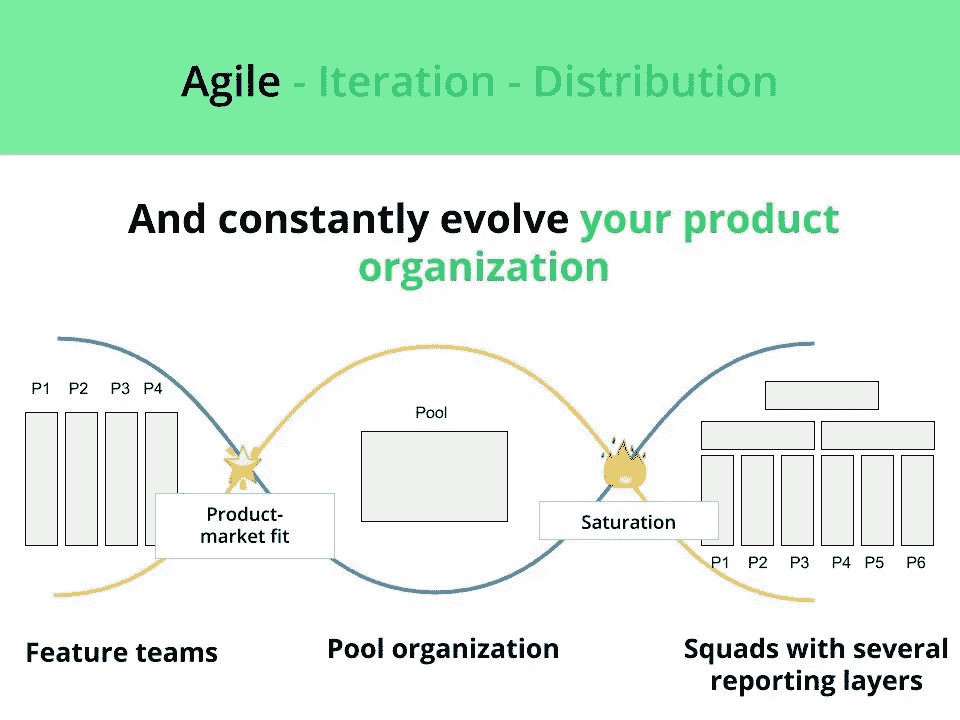 Agile - Iteration - Distribution
And constantly evolve your product
organization
P1 P2 P3 P4
Pool
Product-
market fit
Saturation
P1 P2 P3 P4 P5 P6
Feature teams
Pool organization
Squads with several
reporting layers